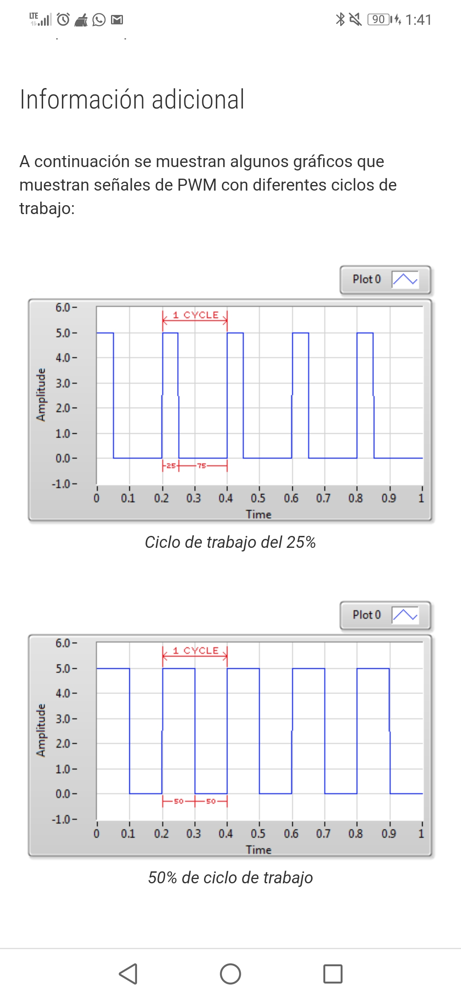 LTE 90 1:41
Información adicional
A continuación se muestran algunos gráficos que
muestran señales de PWM con diferentes ciclos de
trabajo:
Plot 0
6.0
1 CYCLE
5.0
4.0
3.0
2.0
1.0
0.0
25 75
-1.0
Amplitude
0 0.1 0.2 0.3 0.4 0.5 0.6 0.7 0.8 0.9 1
Time
Ciclo de trabajo del 25%
Plot 0
6.0
1 CYCLE
5.0
4.0
3.0
2.0
1.0
0.0
50 50
-1.0
Amplitude
0 0.1 0.2 0.3 0.4 0.5 0.6 0.7 0.8 0.9 1
Time
50% de ciclo de trabajo